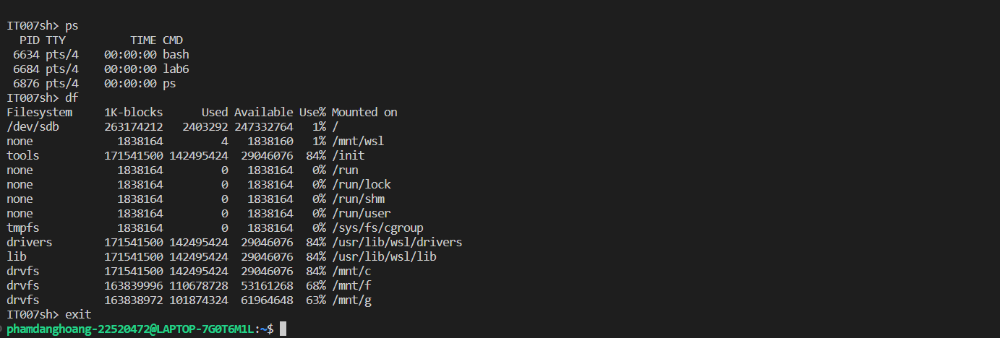 IT007sh> ps
  PID TTY          TIME CMD
 6634 pts/4    00:00:00 bash
 6684 pts/4    00:00:00 lab6
 6876 pts/4    00:00:00 ps
IT007sh> df
Filesystem     1K-blocks      Used Available Use% Mounted on
/dev/sdb       263174212   2403292 247332764   1% /
none             1838164         4   1838160   1% /mnt/wsl
tools          171541500 142495424  29046076  84% /init
none             1838164         0   1838164   0% /run
none             1838164         0   1838164   0% /run/lock
none             1838164         0   1838164   0% /run/shm
none             1838164         0   1838164   0% /run/user
tmpfs            1838164         0   1838164   0% /sys/fs/cgroup
drivers        171541500 142495424  29046076  84% /usr/lib/wsl/drivers
lib            171541500 142495424  29046076  84% /usr/lib/wsl/lib
drvfs          171541500 142495424  29046076  84% /mnt/c
drvfs          163839996 110678728  53161268  68% /mnt/f
drvfs          163838972 101874324  61964648  63% /mnt/g
IT007sh> exit
phamdanghoang-22520472@LAPTOP-7G0T6M1L:~$